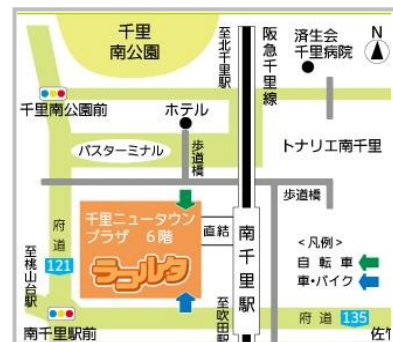 千里
南公園
至北千里駅
阪急千里線
済生会
千里病院
N
千里南公園前
ホテル
バスターミナル
歩道橋
トナリエ南千里
歩道橋
千里ニュータウン
プラザ 6階
ラコルタ
直結
南千里駅
府道
121
至桃山台駅
<凡例>
自転車
車・バイク
至吹田駅
南千里駅前
府道 135
佐竹